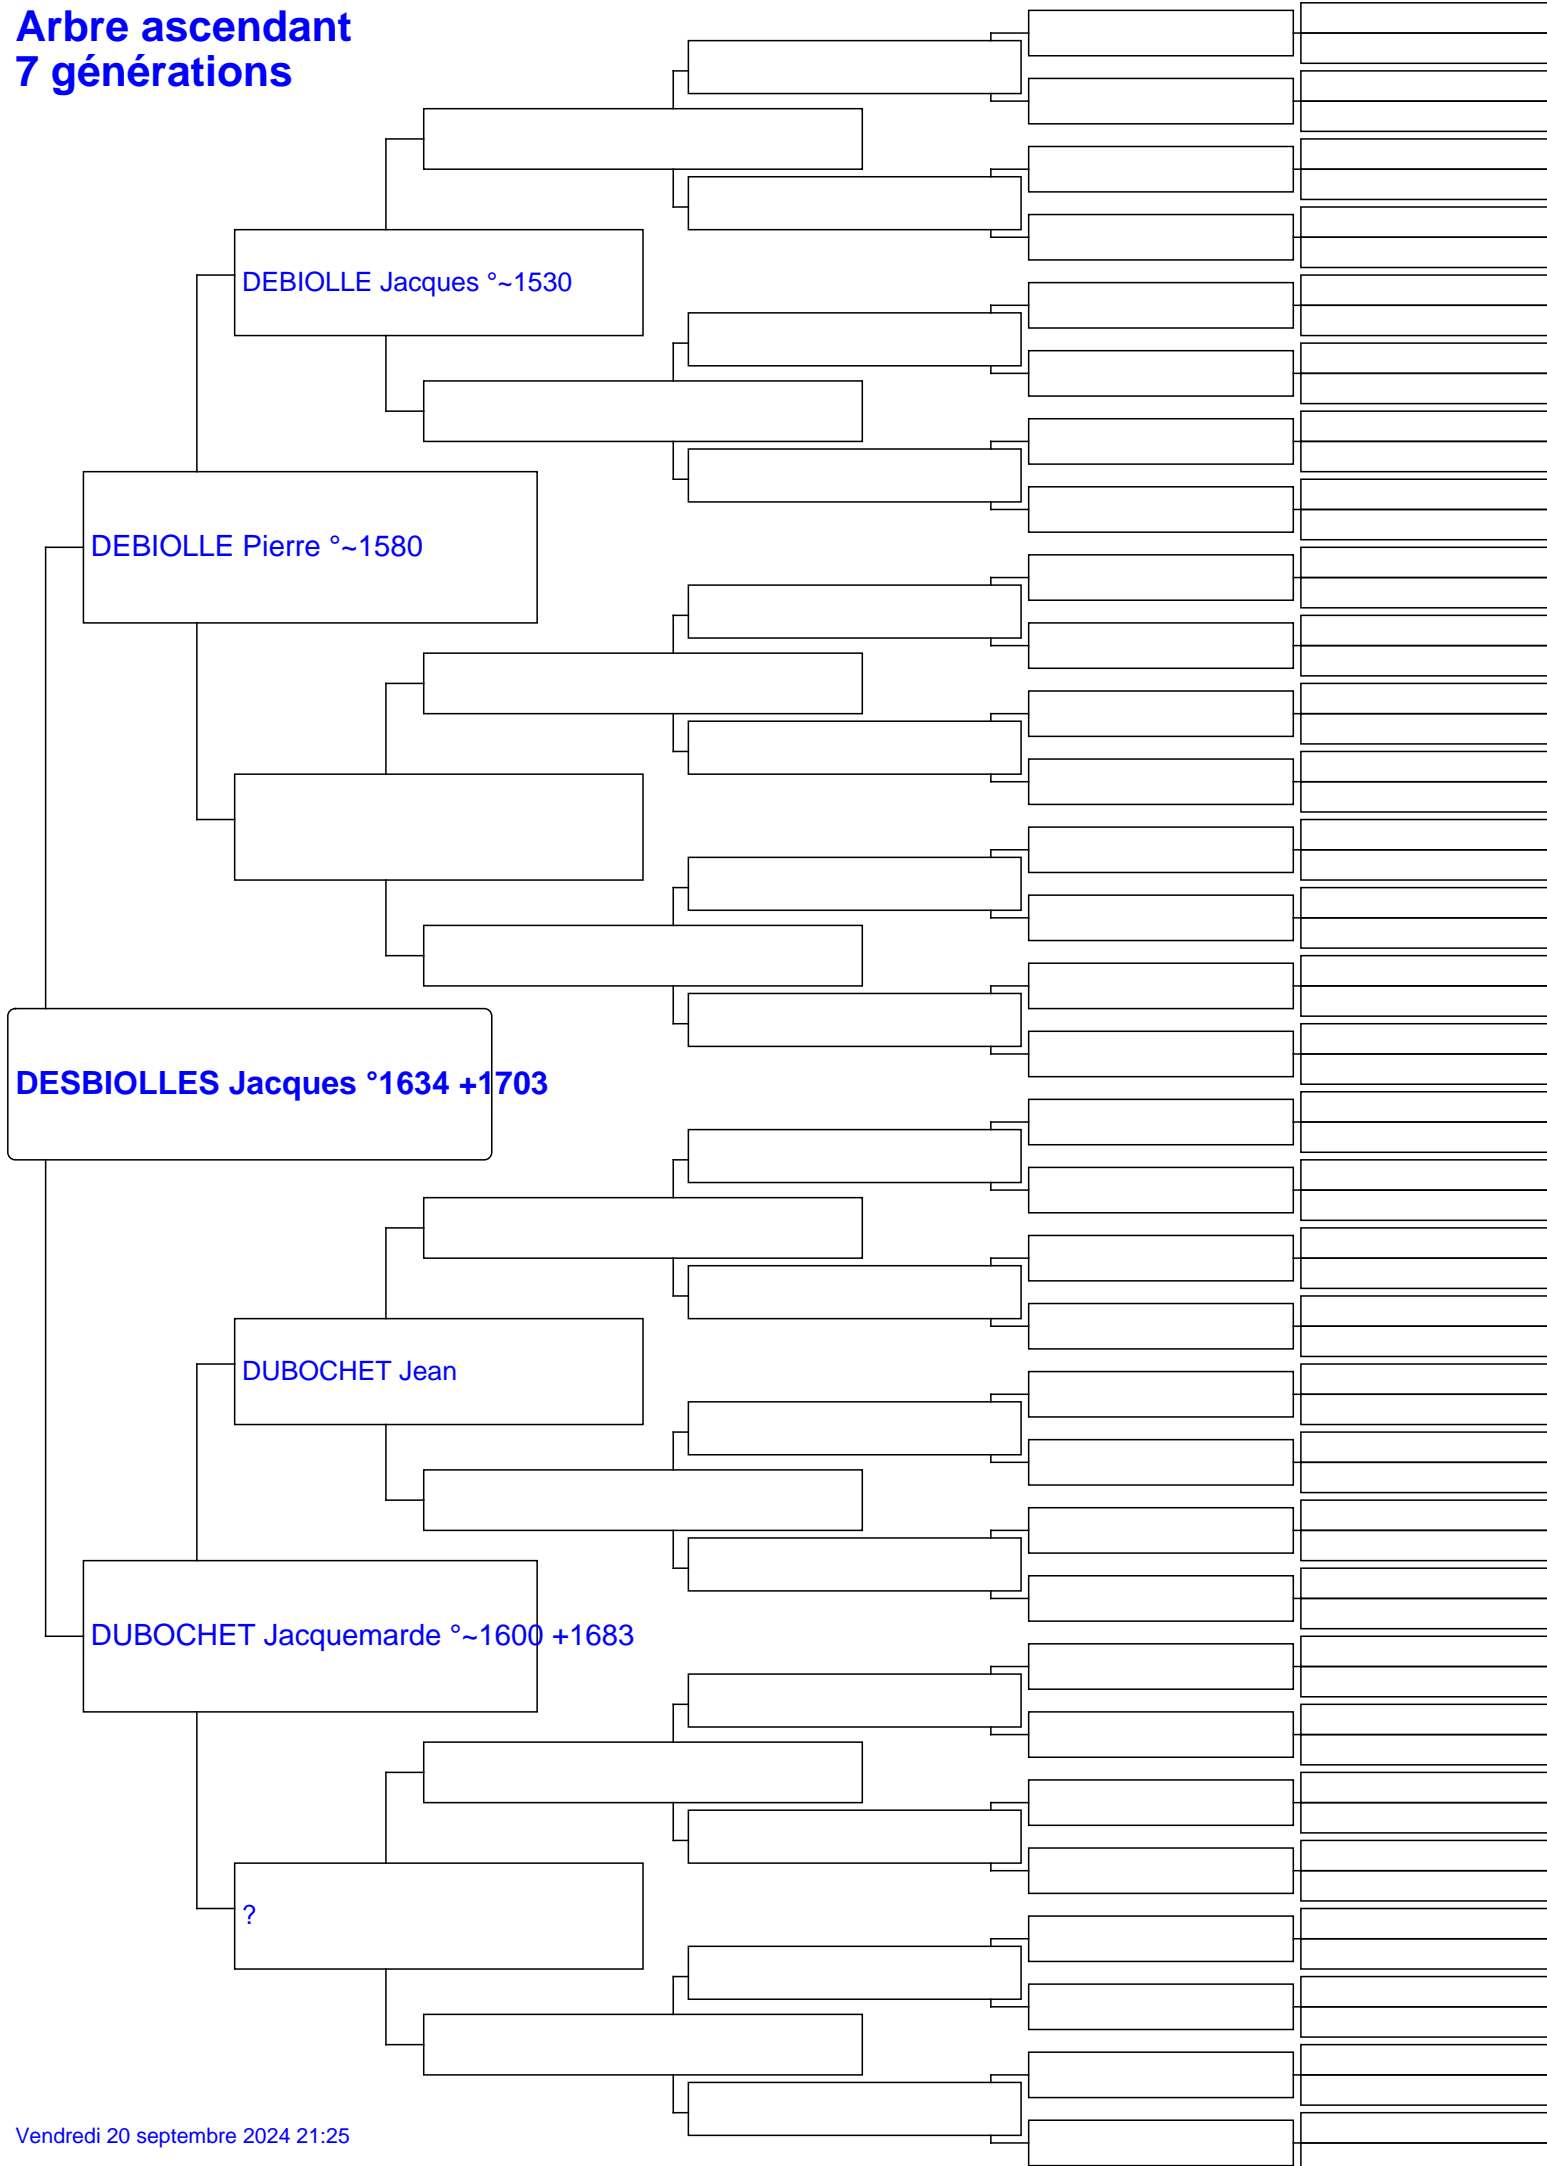 Arbre ascendant
7 générations
DEBIOLLE Jacques °~1530
DEBIOLLE Pierre °~1580
DESBIOLLES Jacques °1634 +1703
DUBOCHET Jean
DUBOCHET Jacquemarde °~1600 +1683
?
Vendredi 20 septembre 2024 21:25